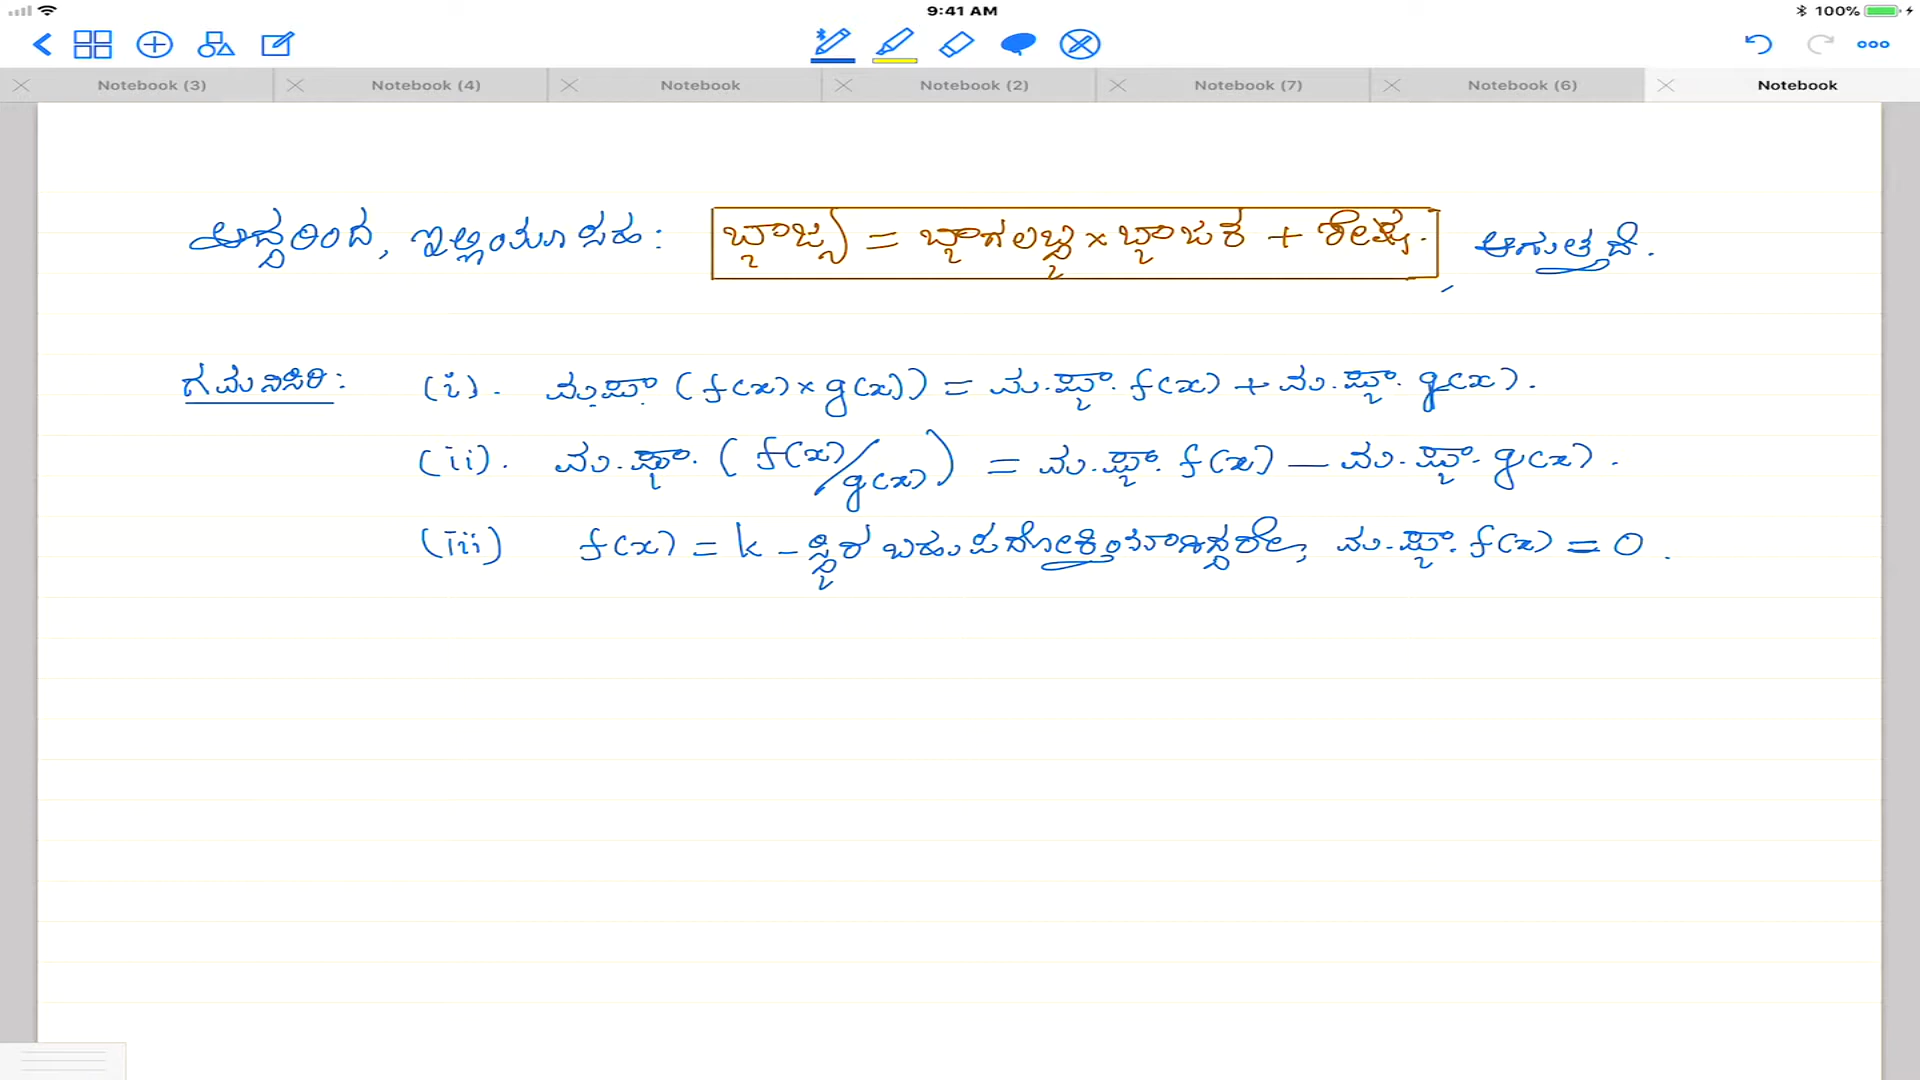 9:41 AM 100%
Notebook (3) Notebook (4) Notebook Notebook (2) Notebook (7) Notebook (6) Notebook
ಆದ್ದರಿಂದ, ಇಲ್ಲಿಯೂ ಸಹ: ಭಾಜ್ಯ = ಭಾಗಲಬ್ಧ × ಭಾಜಕ + ಶೇಷ. ಆಗುತ್ತದೆ.
ಗಮನಿಸಿರಿ: (i). ಮ.ಘಾ. (f(x) × g(x)) = ಮ.ಘಾ. f(x) + ಮ.ಘಾ. g(x).
(ii). ಮ.ಘಾ. (f(x)/g(x)) = ಮ.ಘಾ. f(x) – ಮ.ಘಾ. g(x).
(iii) f(x) = k – ಸ್ಥಿರ ಬಹುಪದೋಕ್ತಿಯಾಗಿದ್ದರೇ, ಮ.ಘಾ. f(x) = 0.